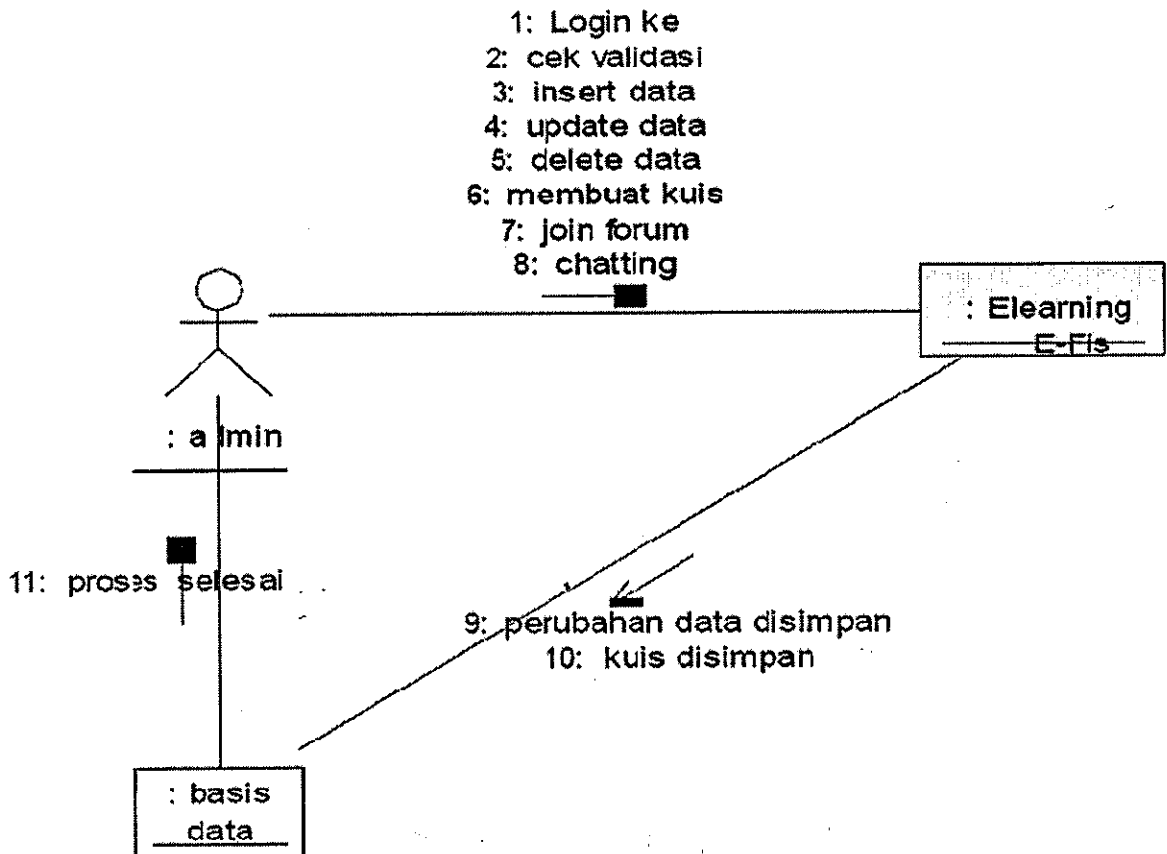 1: Login ke
2: cek validasi
3: insert data
4: update data
5: delete data
6: membuat kuis
7: join forum
8: chatting
: Elearning
E-Fis
: admin
11: proses selesai
9: perubahan data disimpan
10: kuis disimpan
: basis
data